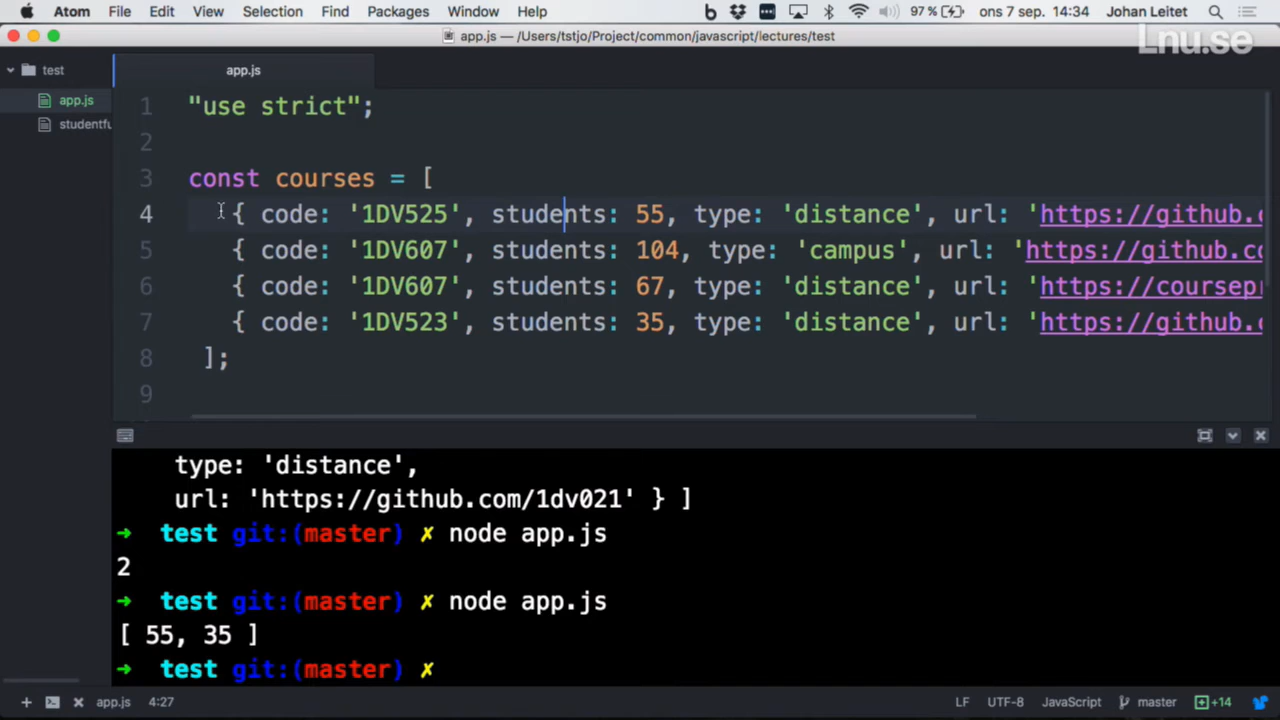 Atom File Edit View Selection Find Packages Window Help 97 % ons 7 sep. 14:34 Johan Leitet
app.js — /Users/tstjo/Project/common/javascript/lectures/test
Lnu.se
test
app.js
app.js
studentfu
1 "use strict";
2
3 const courses = [
4 { code: '1DV525', students: 55, type: 'distance', url: 'https://github.c
5 { code: '1DV607', students: 104, type: 'campus', url: 'https://github.co
6 { code: '1DV607', students: 67, type: 'distance', url: 'https://coursep
7 { code: '1DV523', students: 35, type: 'distance', url: 'https://github.c
8 ];
9
type: 'distance',
url: 'https://github.com/1dv021' } ]
➜ test git:(master) ✗ node app.js
2
➜ test git:(master) ✗ node app.js
[ 55, 35 ]
➜ test git:(master) ✗
+ app.js 4:27 LF UTF-8 JavaScript master +14